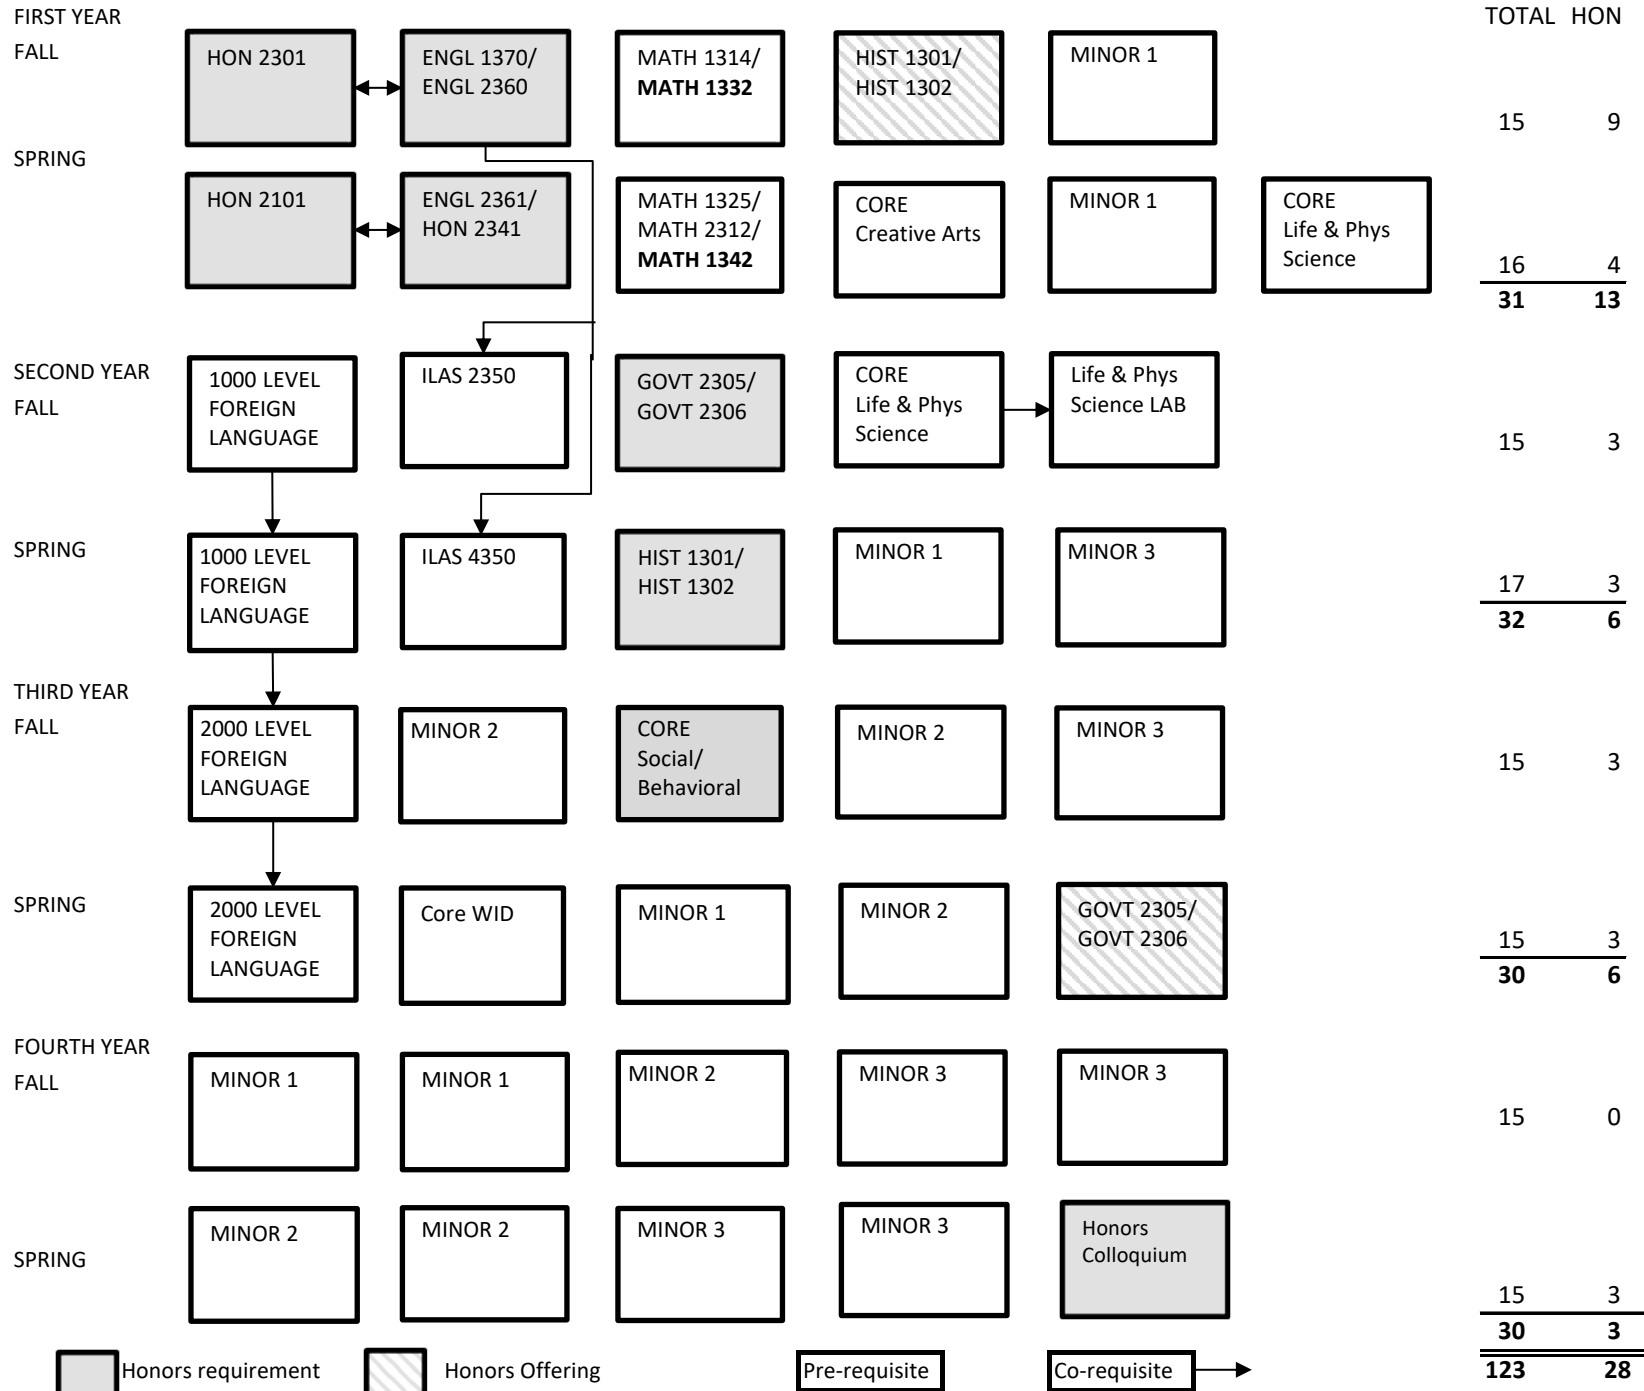 FIRST YEAR
TOTAL HON
FALL
HON 2301
ENGL 1370/
ENGL 2360
MATH 1314/
MATH 1332
HIST 1301/
HIST 1302
MINOR 1
15 9
SPRING
HON 2101
ENGL 2361/
HON 2341
MATH 1325/
MATH 2312/
MATH 1342
CORE
Creative Arts
MINOR 1
CORE
Life & Phys
Science
16 4
31 13
SECOND YEAR
FALL
1000 LEVEL
FOREIGN
LANGUAGE
ILAS 2350
GOVT 2305/
GOVT 2306
CORE
Life & Phys
Science
Life & Phys
Science LAB
15 3
SPRING
1000 LEVEL
FOREIGN
LANGUAGE
ILAS 4350
HIST 1301/
HIST 1302
MINOR 1
MINOR 3
17 3
32 6
THIRD YEAR
FALL
2000 LEVEL
FOREIGN
LANGUAGE
MINOR 2
CORE
Social/
Behavioral
MINOR 2
MINOR 3
15 3
SPRING
2000 LEVEL
FOREIGN
LANGUAGE
Core WID
MINOR 1
MINOR 2
GOVT 2305/
GOVT 2306
15 3
30 6
FOURTH YEAR
FALL
MINOR 1
MINOR 1
MINOR 2
MINOR 3
MINOR 3
15 0
SPRING
MINOR 2
MINOR 2
MINOR 3
MINOR 3
Honors
Colloquium
15 3
30 3
Honors requirement
Honors Offering
Pre-requisite
Co-requisite
123 28